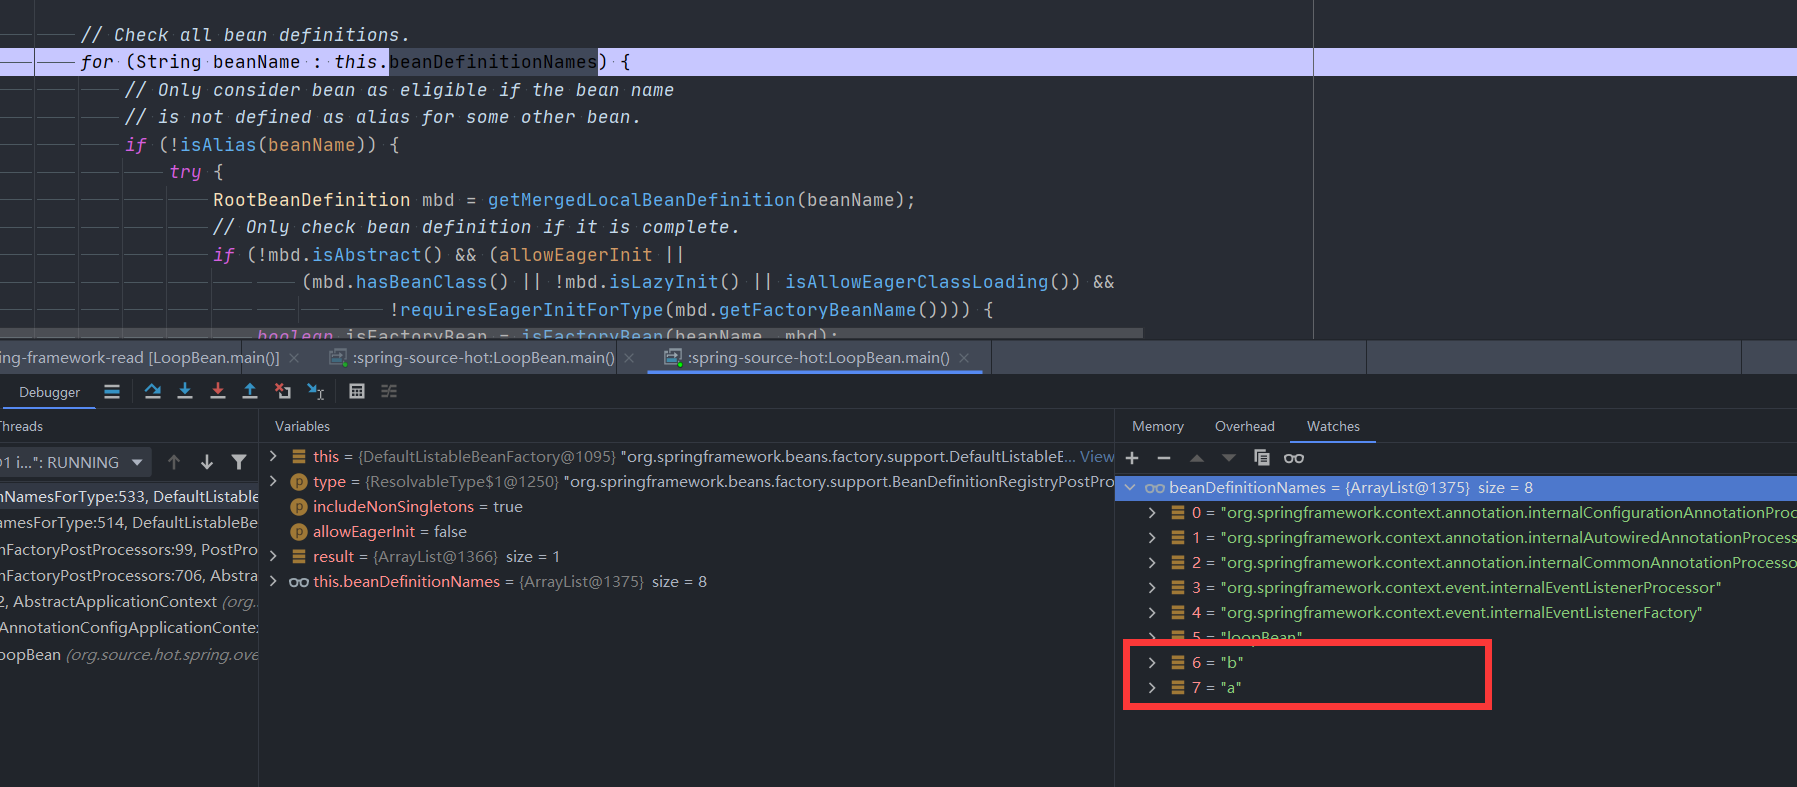 // Check all bean definitions.
for (String beanName : this.beanDefinitionNames) {
// Only consider bean as eligible if the bean name
// is not defined as alias for some other bean.
if (!isAlias(beanName)) {
try {
RootBeanDefinition mbd = getMergedLocalBeanDefinition(beanName);
// Only check bean definition if it is complete.
if (!mbd.isAbstract() && (allowEagerInit ||
(mbd.hasBeanClass() || !mbd.isLazyInit() || isAllowEagerClassLoading()) &&
!requiresEagerInitForType(mbd.getFactoryBeanName()))) {
boolean isFactoryBean = isFactoryBean(beanName, mbd);
ing-framework-read [LoopBean.main()] :spring-source-hot:LoopBean.main() :spring-source-hot:LoopBean.main()
Debugger
Threads
1 i...": RUNNING
nNamesForType:533, DefaultListable
amesForType:514, DefaultListableBe
nFactoryPostProcessors:99, PostPro
nFactoryPostProcessors:706, Abstra
2, AbstractApplicationContext (org.s
AnnotationConfigApplicationConte
oopBean (org.source.hot.spring.ove
Variables
this = {DefaultListableBeanFactory@1095} "org.springframework.beans.factory.support.DefaultListableE... View
type = {ResolvableType$1@1250} "org.springframework.beans.factory.support.BeanDefinitionRegistryPostPro
includeNonSingletons = true
allowEagerInit = false
result = {ArrayList@1366} size = 1
this.beanDefinitionNames = {ArrayList@1375} size = 8
Memory Overhead Watches
beanDefinitionNames = {ArrayList@1375} size = 8
0 = "org.springframework.context.annotation.internalConfigurationAnnotationProc
1 = "org.springframework.context.annotation.internalAutowiredAnnotationProcess
2 = "org.springframework.context.annotation.internalCommonAnnotationProcesso
3 = "org.springframework.context.event.internalEventListenerProcessor"
4 = "org.springframework.context.event.internalEventListenerFactory"
5 = "loopBean"
6 = "b"
7 = "a"